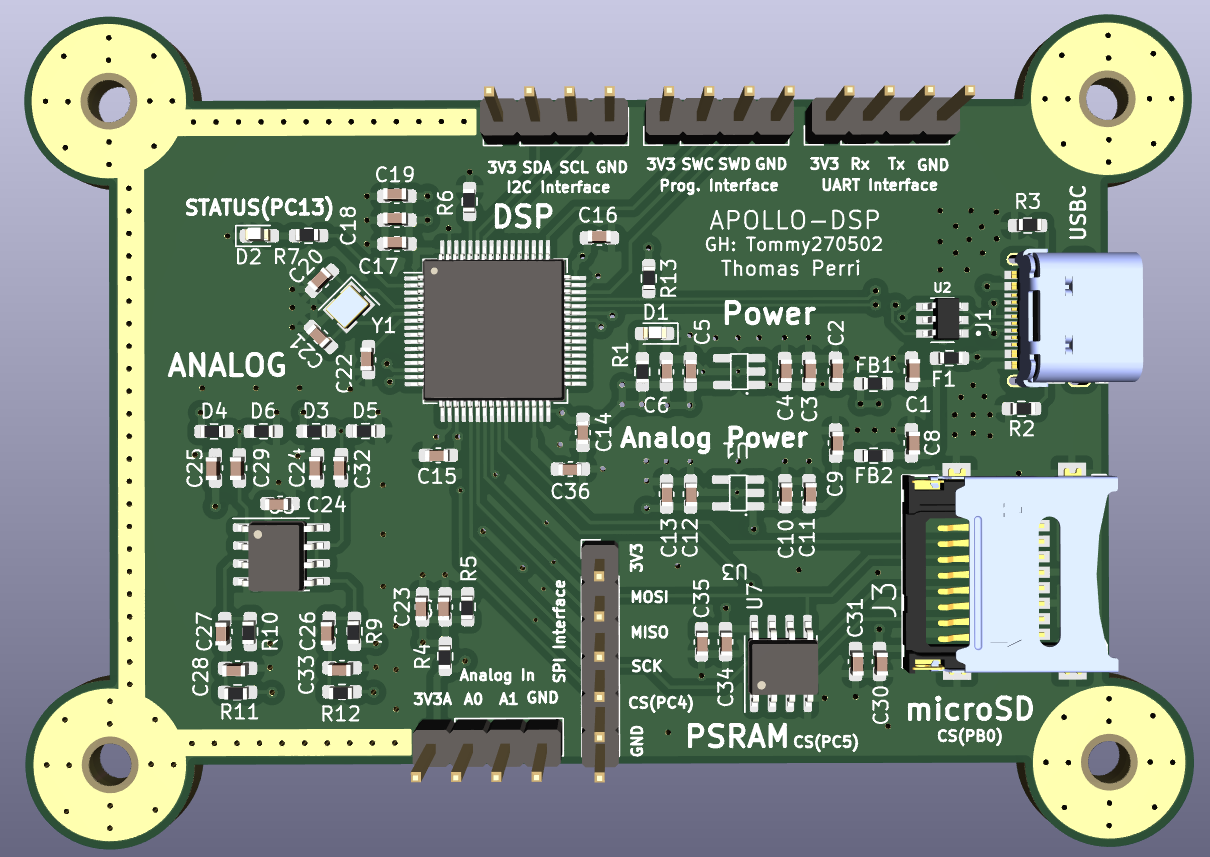 3V3 SDA SCL GND
I2C Interface
3V3 SWC SWD GND
Prog. Interface
3V3 Rx Tx GND
UART Interface
C19
R6
STATUS(PC13)
C18
DSP
C16
APOLLO-DSP
GH: Tommy270502
Thomas Perri
R3
USBC
D2
R7
C17
C20
Y1
C21
C22
R13
D1
Power
U2
J1
ANALOG
R1
C5
C2
FB1
F1
C6
C4
C3
C1
R2
D4
D6
D3
D5
C14
Analog Power
U1
C8
C25
C29
C24
C32
C15
C36
C9
FB2
C24
C13
C12
C10
C11
U3
3V3
MOSI
MISO
SCK
CS(PC4)
GND
SPI Interface
C23
R5
R4
C35
U7
C34
C31
C30
J3
C27
R10
C26
R9
C28
C33
R11
R12
Analog In
3V3A A0 A1 GND
PSRAM CS(PC5)
microSD
CS(PB0)